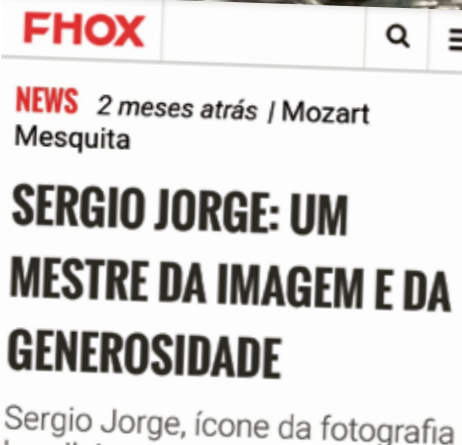 FHOX
NEWS 2 meses atrás | Mozart
Mesquita
SERGIO JORGE: UM
MESTRE DA IMAGEM E DA
GENEROSIDADE
Sergio Jorge, ícone da fotografia